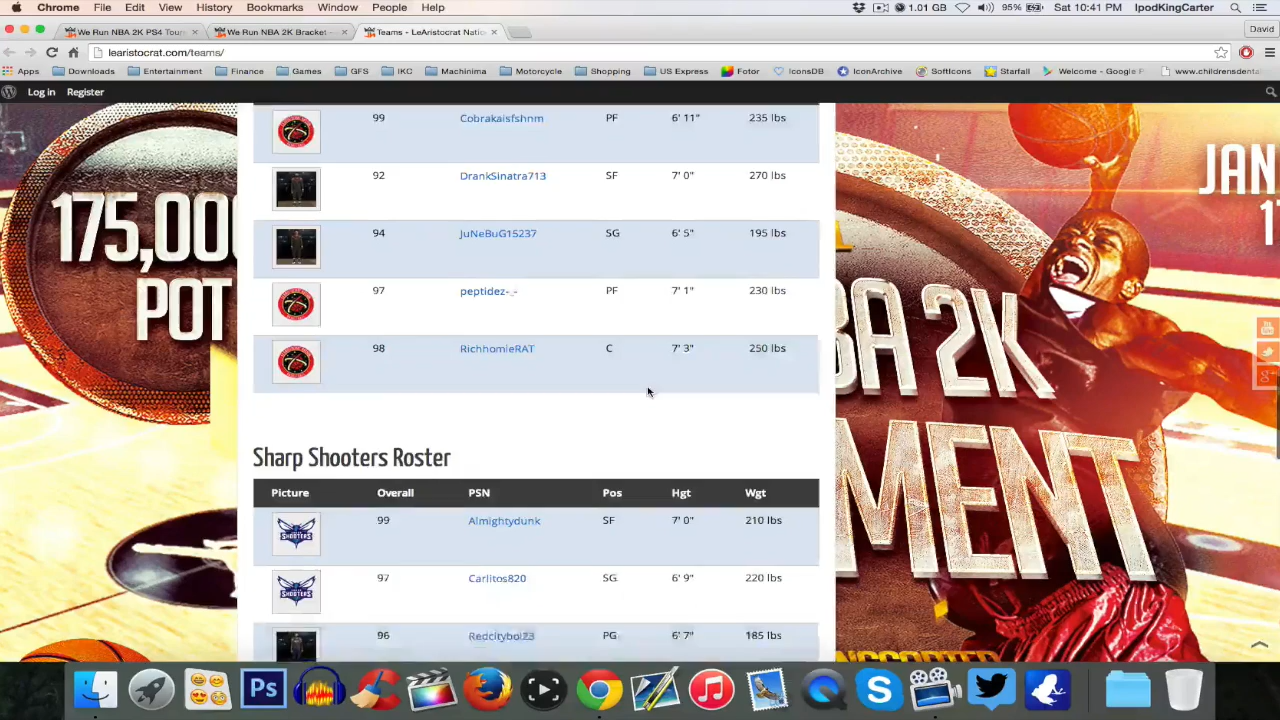 Chrome File Edit View History Bookmarks Window People Help 1.01 GB 95% Sat 10:41 PM IpodKingCarter
We Run NBA 2K PS4 Tour We Run NBA 2K Bracket - Teams - LeAristocrat Natio David
learistocrat.com/teams/
Apps Downloads Entertainment Finance Games GFS IKC Machinima Motorcycle Shopping US Express Fotor IconsDB IconArchive SoftIcons Starfall Welcome - Google F www.childrensdenta
Log in Register
99 Cobrakaisfshnm PF 6' 11" 235 lbs
92 DrankSinatra713 SF 7' 0" 270 lbs
94 JuNeBuG15237 SG 6' 5" 195 lbs
97 peptidez-_- PF 7' 1" 230 lbs
98 RichhomieRAT C 7' 3" 250 lbs
Sharp Shooters Roster
Picture Overall PSN Pos Hgt Wgt
99 Almightydunk SF 7' 0" 210 lbs
97 Carlitos820 SG 6' 9" 220 lbs
96 Redcityboi23 PG 6' 7" 185 lbs
175,00
POT
JAN
1
BA 2K
MENT
Ps
S